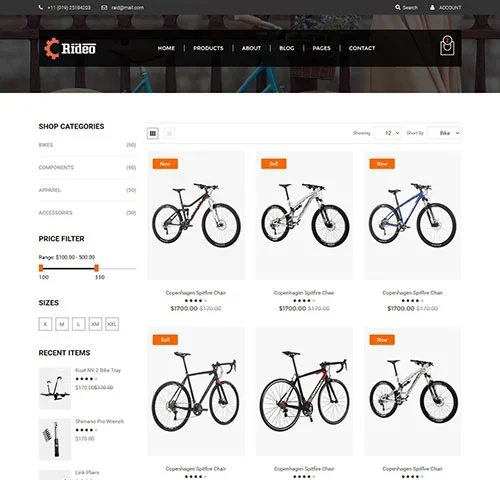 +11 (019) 25184203 raid@mail.com Search ACCOUNT
Rideo HOME PRODUCTS ABOUT BLOG PAGES CONTACT
SHOP CATEGORIES
BIKES (90)
COMPONENTS (60)
APPAREL (50)
ACCESSORIES (30)
PRICE FILTER
Range: $100.00 - 500.00
100 350
SIZES
X M L XM XXL
RECENT ITEMS
Kuat NV 2 Bike Tray
$170.00 $170.00
Shimano Pro Wrench
$170.00
Link Pliers
Showing 12 Short By Bike
New Sell New
Copenhagen Spitfire Chair Copenhagen Spitfire Chair Copenhagen Spitfire Chair
$1700.00 $170.00 $1700.00 $170.00 $1700.00 $170.00
Sell New
Copenhagen Spitfire Chair Copenhagen Spitfire Chair Copenhagen Spitfire Chair